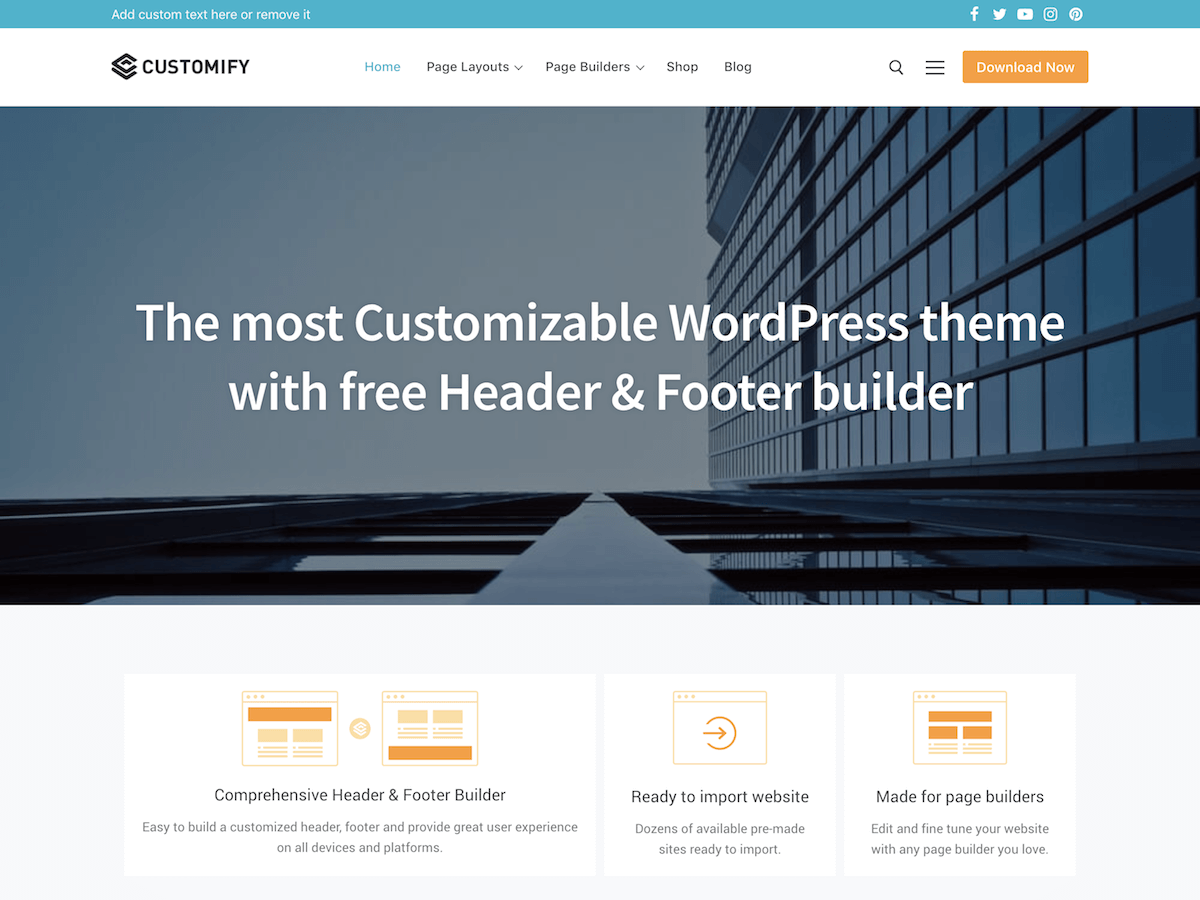 Add custom text here or remove it
CUSTOMIFY
Home
Page Layouts
Page Builders
Shop
Blog
Download Now
The most Customizable WordPress theme
with free Header & Footer builder
Comprehensive Header & Footer Builder
Easy to build a customized header, footer and provide great user experience
on all devices and platforms.
Ready to import website
Dozens of available pre-made
sites ready to import.
Made for page builders
Edit and fine tune your website
with any page builder you love.